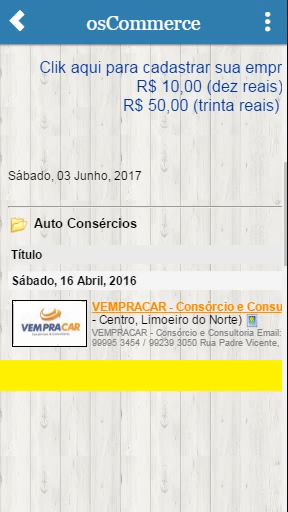 osCommerce
Clik aqui para cadastrar sua empr
R$ 10,00 (dez reais)
R$ 50,00 (trinta reais)
Sábado, 03 Junho, 2017
Auto Consércios
Título
Sábado, 16 Abril, 2016
VEMPRACAR
VEMPRACAR - Consórcio e Consu
- Centro, Limoeiro do Norte)
VEMPRACAR - Consórcio e Consultoria Email:
99995 3454 / 99239 3050 Rua Padre Vicente,